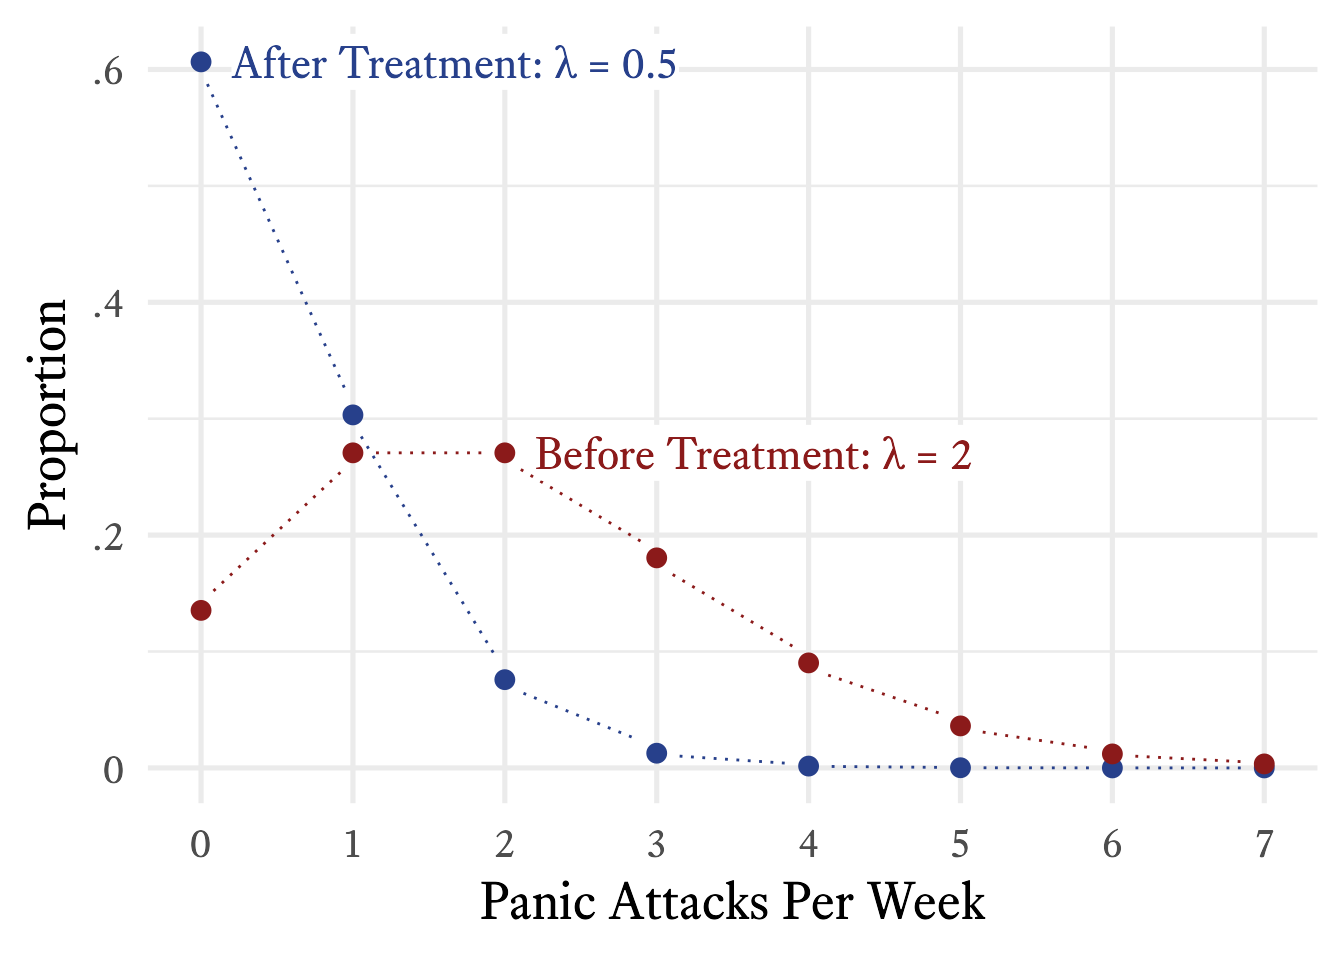 After Treatment: λ = 0.5
Before Treatment: λ = 2
Proportion
.6
.4
.2
0
0 1 2 3 4 5 6 7
Panic Attacks Per Week